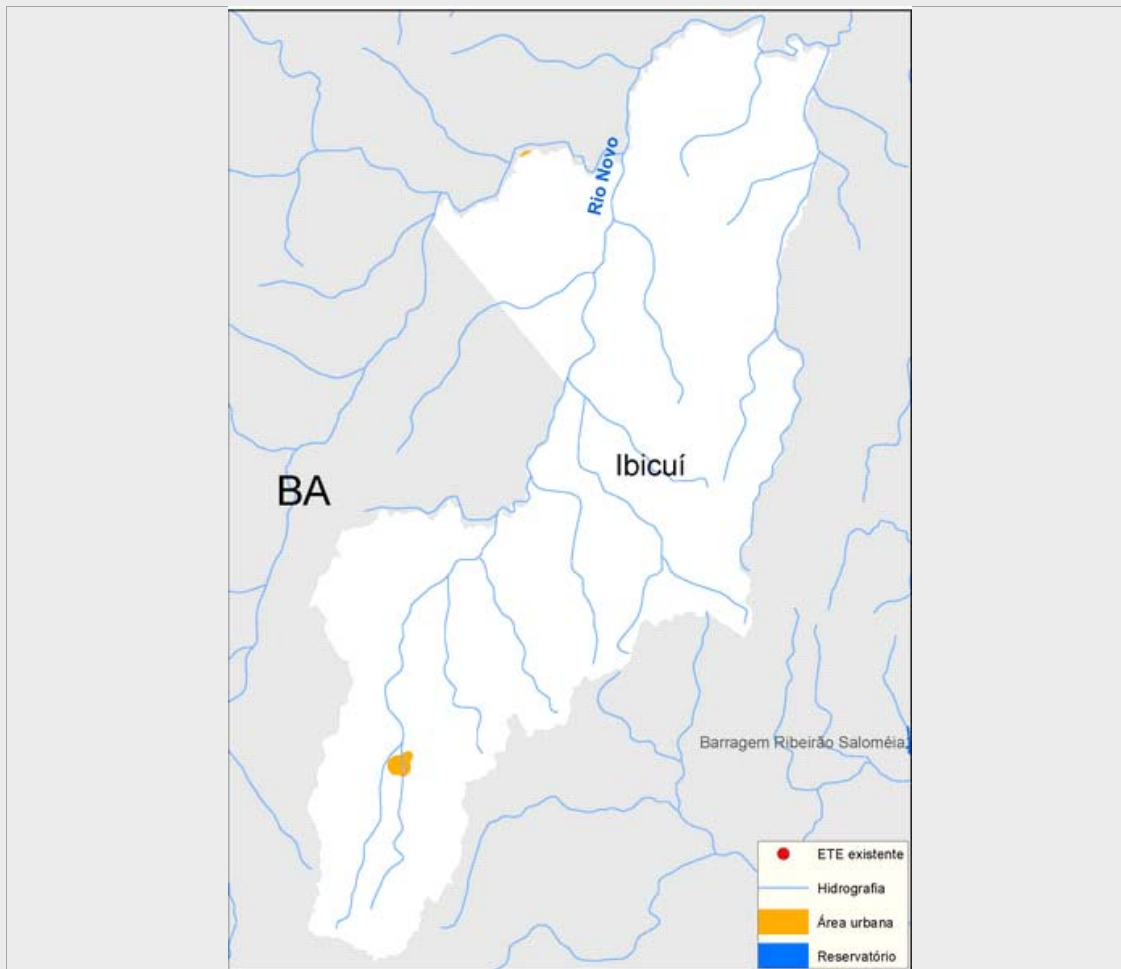 Rio Novo
Ibicuí
BA
Barragem Ribeirão Saloméia
ETE existente
Hidrografia
Área urbana
Reservatório